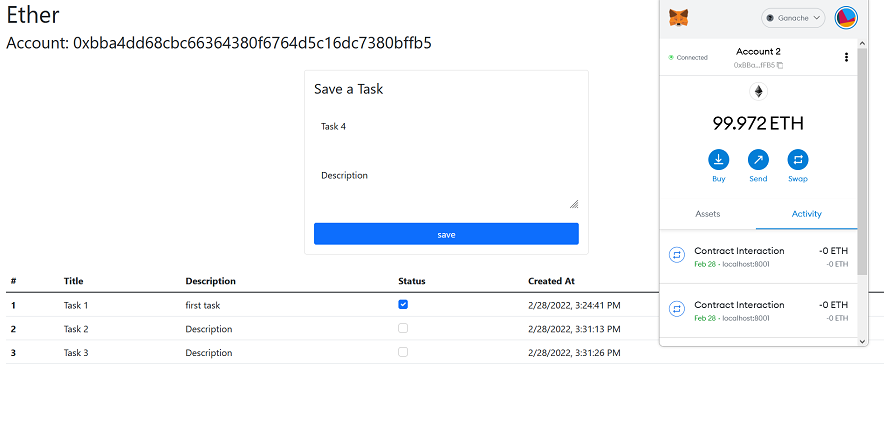 Ether
Account: 0xbba4dd68cbc66364380f6764d5c16dc7380bffb5
Save a Task
Task 4
Description
save
# Title Description Status Created At
1 Task 1 first task 2/28/2022, 3:24:41 PM
2 Task 2 Description 2/28/2022, 3:31:13 PM
3 Task 3 Description 2/28/2022, 3:31:26 PM
Ganache
Connected
Account 2
0xBBa...fFB5
99.972 ETH
Buy Send Swap
Assets Activity
Contract Interaction -0 ETH
Feb 28 · localhost:8001 -0 ETH
Contract Interaction -0 ETH
Feb 28 · localhost:8001 -0 ETH